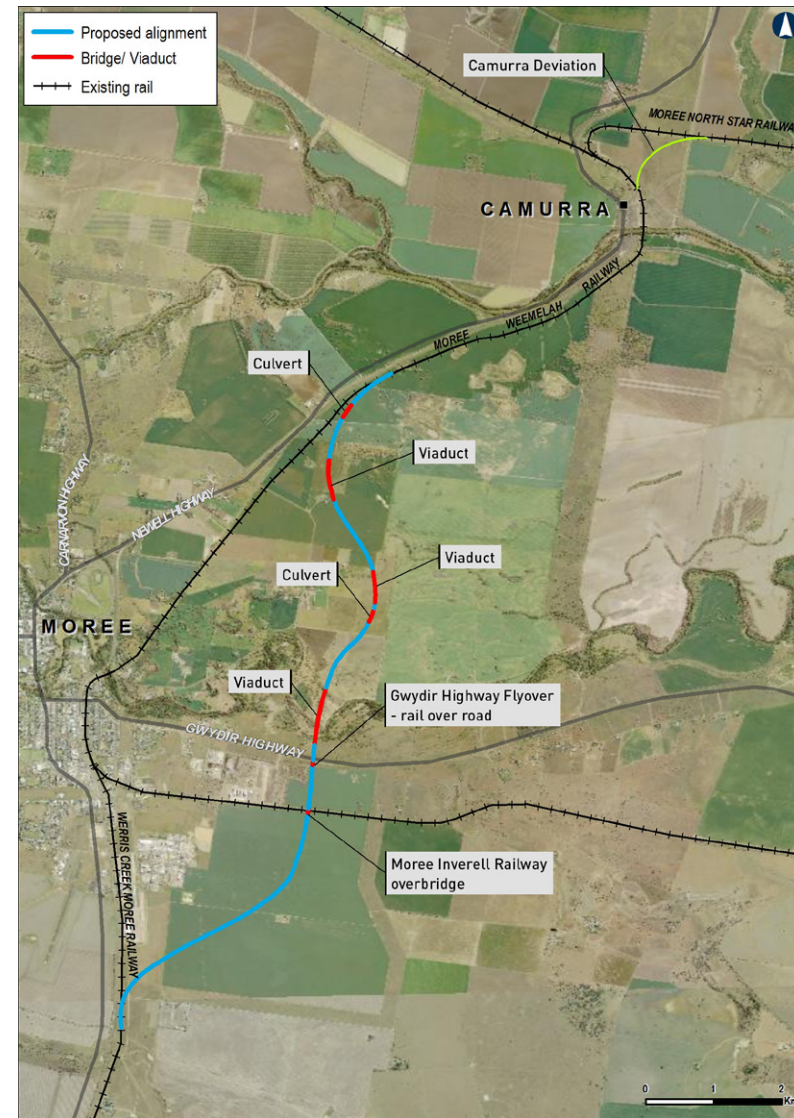 Proposed alignment
Bridge/ Viaduct
Existing rail
Camurra Deviation
MOREE NORTH STAR RAILWA
CAMURRA
MOREE WEEMELAH RAILWAY
Culvert
Viaduct
CARNARVON HIGHWAY
NEWELL HIGHWAY
Viaduct
Culvert
MOREE
Viaduct
Gwydir Highway Flyover
- rail over road
GWYDIR HIGHWAY
Moree Inverell Railway
overbridge
WERRIS CREEK MOREE RAILWAY
0 1 2
Km